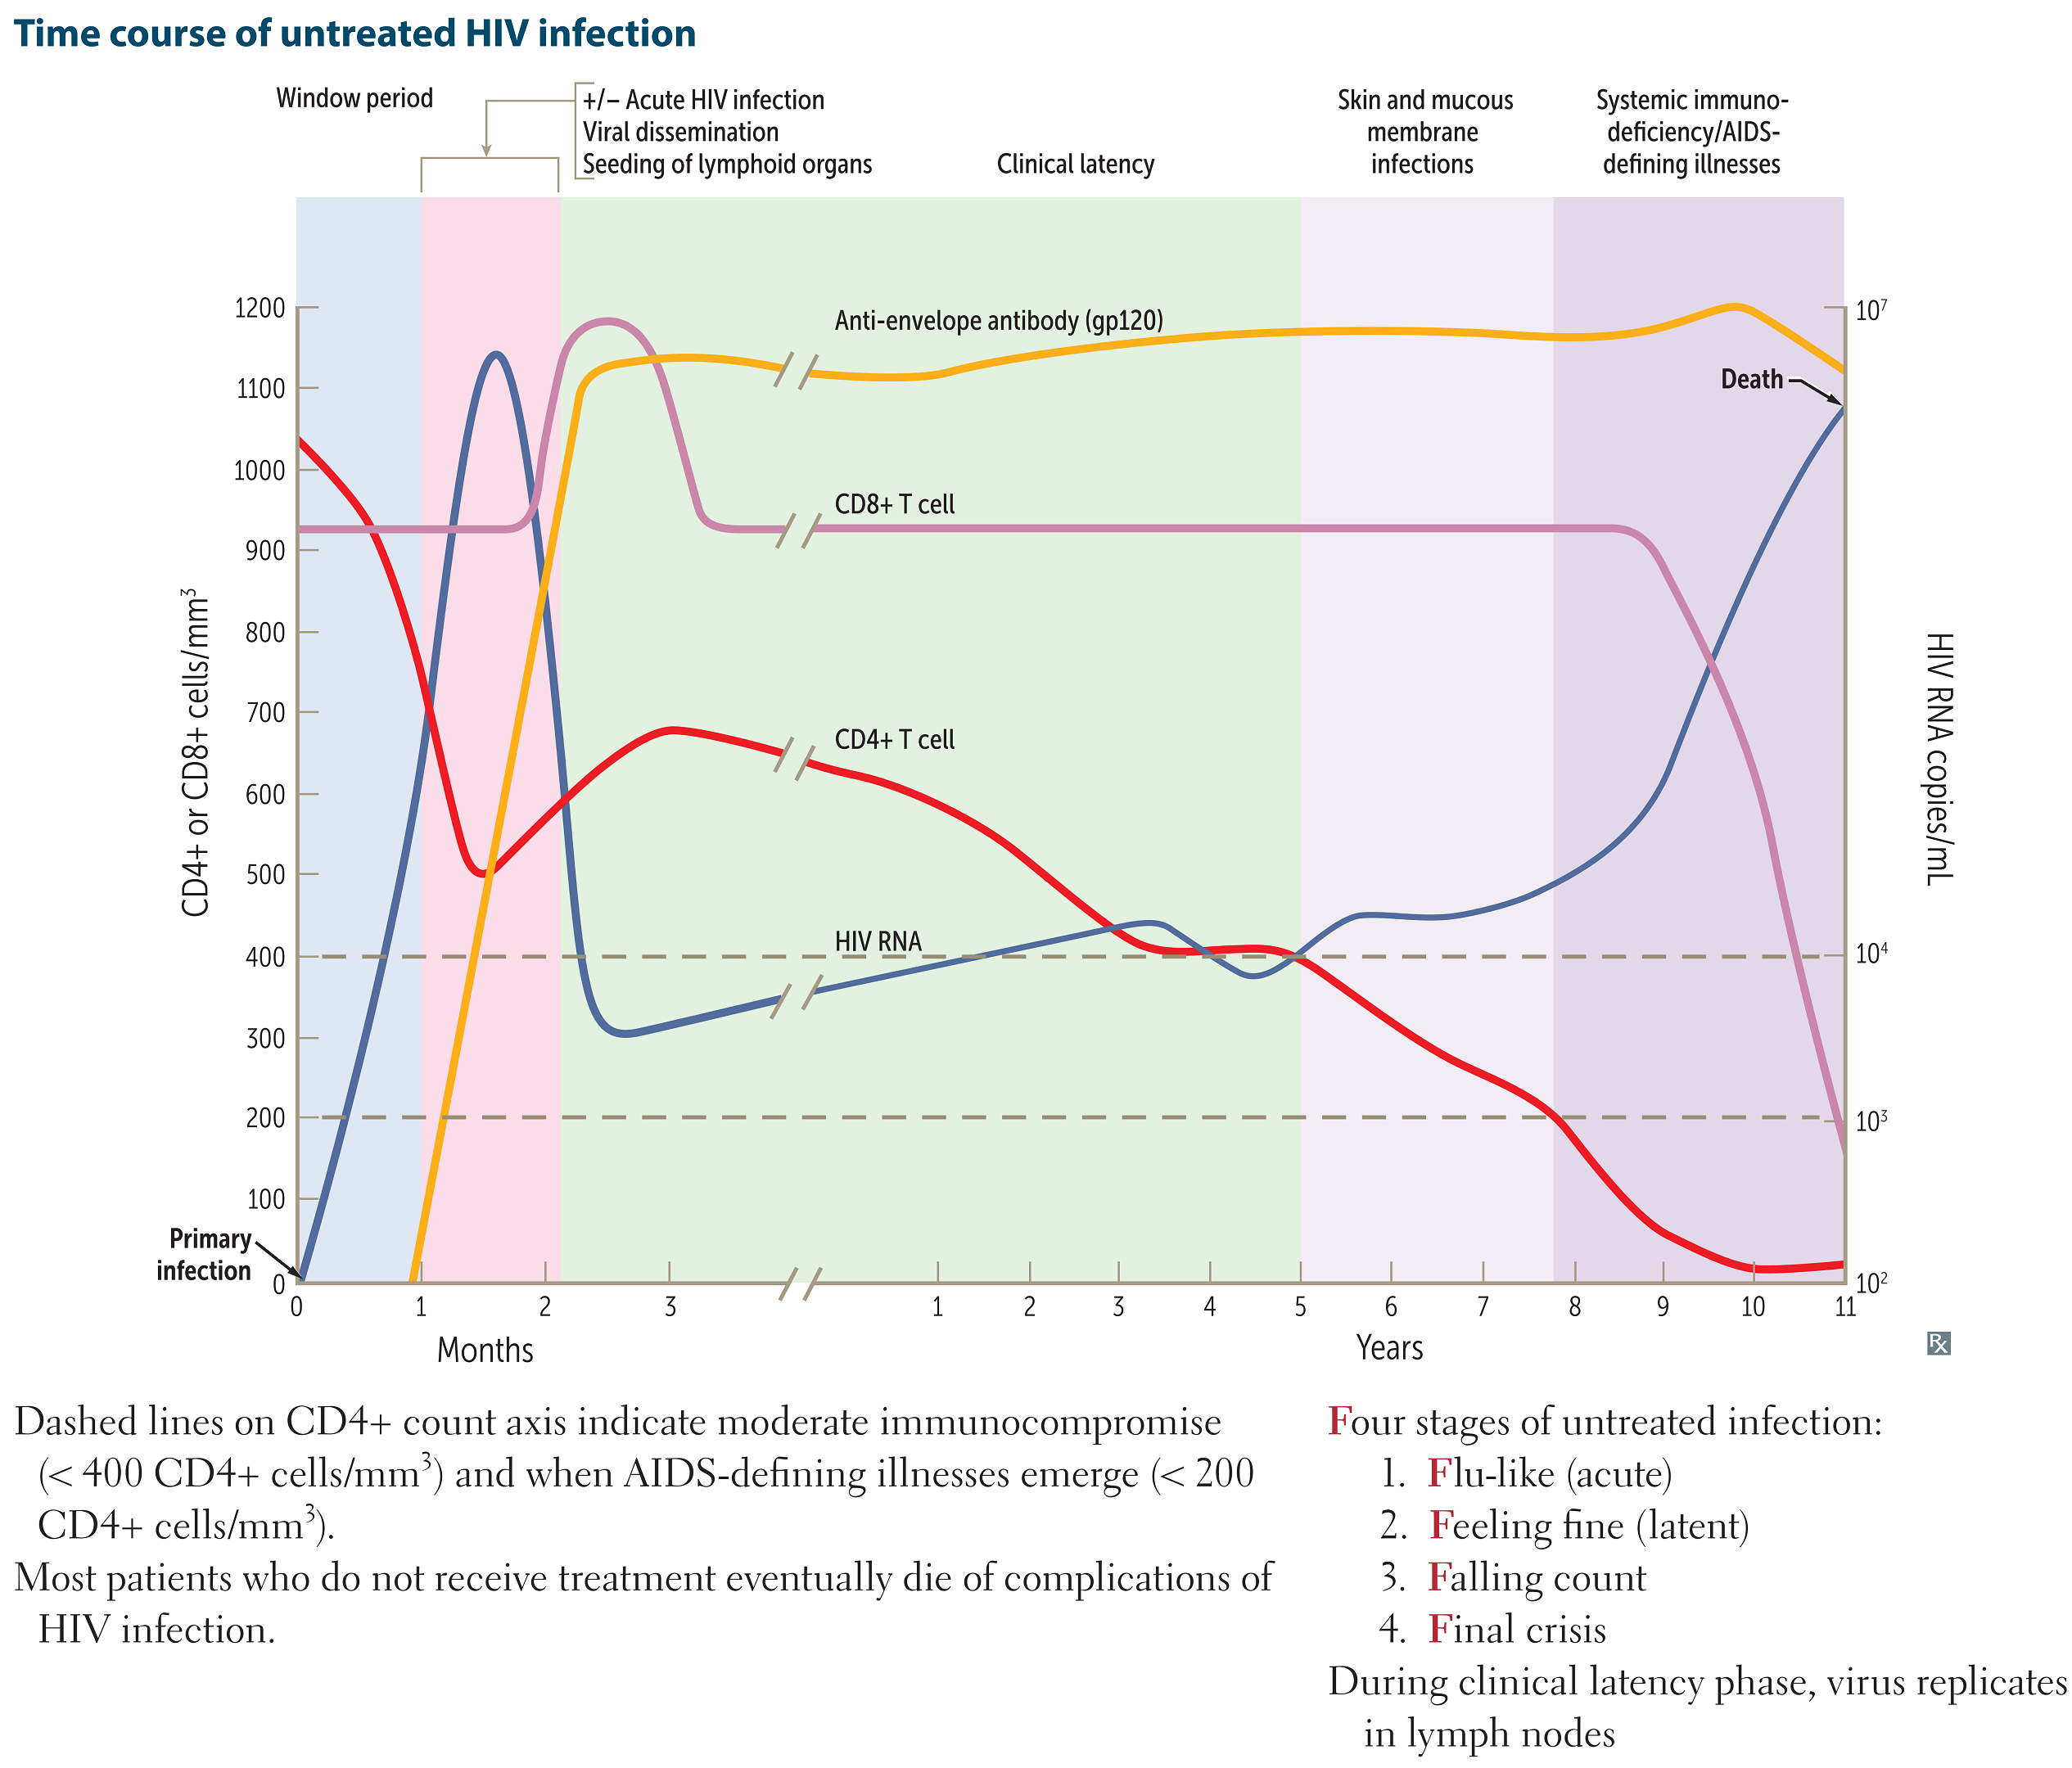 Time course of untreated HIV infection
Window period
+/– Acute HIV infection
Viral dissemination
Seeding of lymphoid organs
Clinical latency
Skin and mucous
membrane
infections
Systemic immuno-
deficiency/AIDS-
defining illnesses
1200
1100
1000
900
800
700
600
500
400
300
200
100
0
CD4+ or CD8+ cells/mm³
Anti-envelope antibody (gp120)
CD8+ T cell
CD4+ T cell
HIV RNA
Death
Primary
infection
10⁷
10⁴
10³
10²
HIV RNA copies/mL
0 1 2 3 1 2 3 4 5 6 7 8 9 10 11
Months
Years
Rx
Dashed lines on CD4+ count axis indicate moderate immunocompromise
(< 400 CD4+ cells/mm³) and when AIDS-defining illnesses emerge (< 200
CD4+ cells/mm³).
Most patients who do not receive treatment eventually die of complications of
HIV infection.
Four stages of untreated infection:
1. Flu-like (acute)
2. Feeling fine (latent)
3. Falling count
4. Final crisis
During clinical latency phase, virus replicates
in lymph nodes